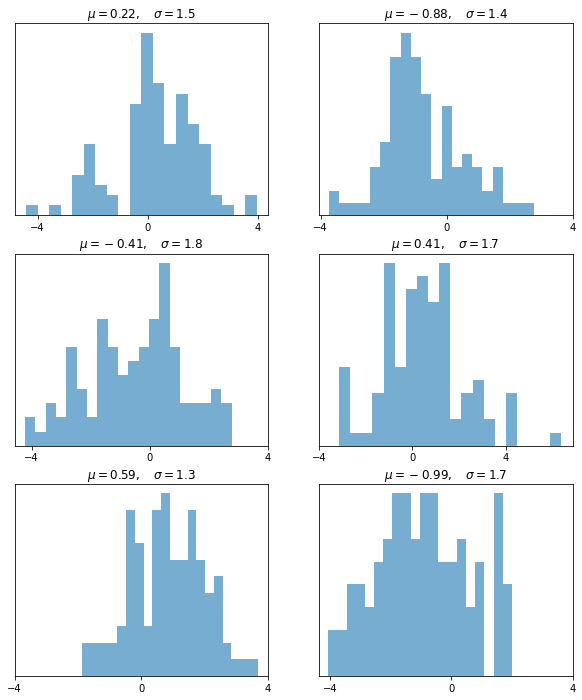 μ = 0.22, σ = 1.5
μ = −0.88, σ = 1.4
−4 0 4
−4 0 4
μ = −0.41, σ = 1.8
μ = 0.41, σ = 1.7
−4 0 4
−4 0 4
μ = 0.59, σ = 1.3
μ = −0.99, σ = 1.7
−4 0 4
−4 0 4